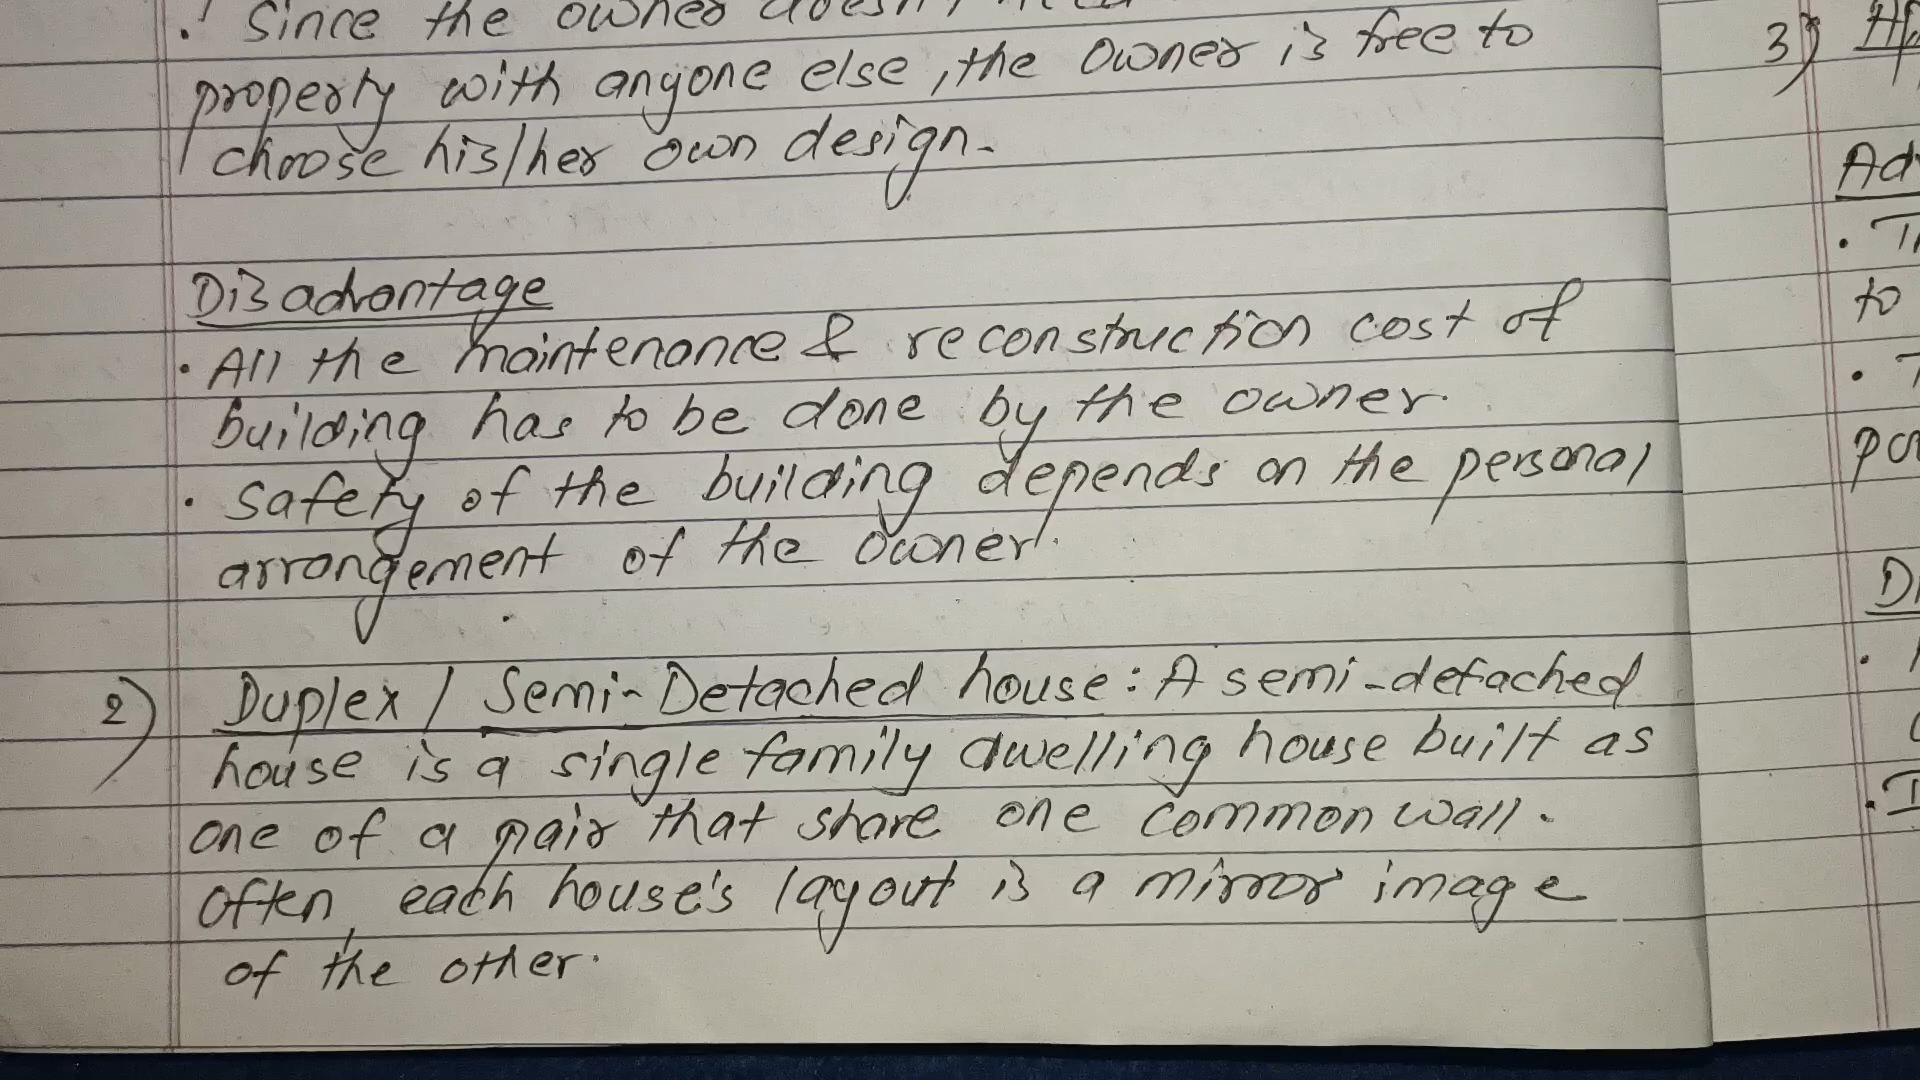 . Since the owner doesn't
property with anyone else, the owner is free to
choose his/her own design.
Disadvantage
. All the maintenance & reconstruction cost of
building has to be done by the owner.
. Safety of the building depends on the personal
arrangement of the owner.
2) Duplex / Semi-Detached house: A semi-detached
house is a single family dwelling house built as
one of a pair that share one common wall.
Often, each house's layout is a mirror image
of the other.
3)
Ad
. T
to
. T
po
Di
.
. I